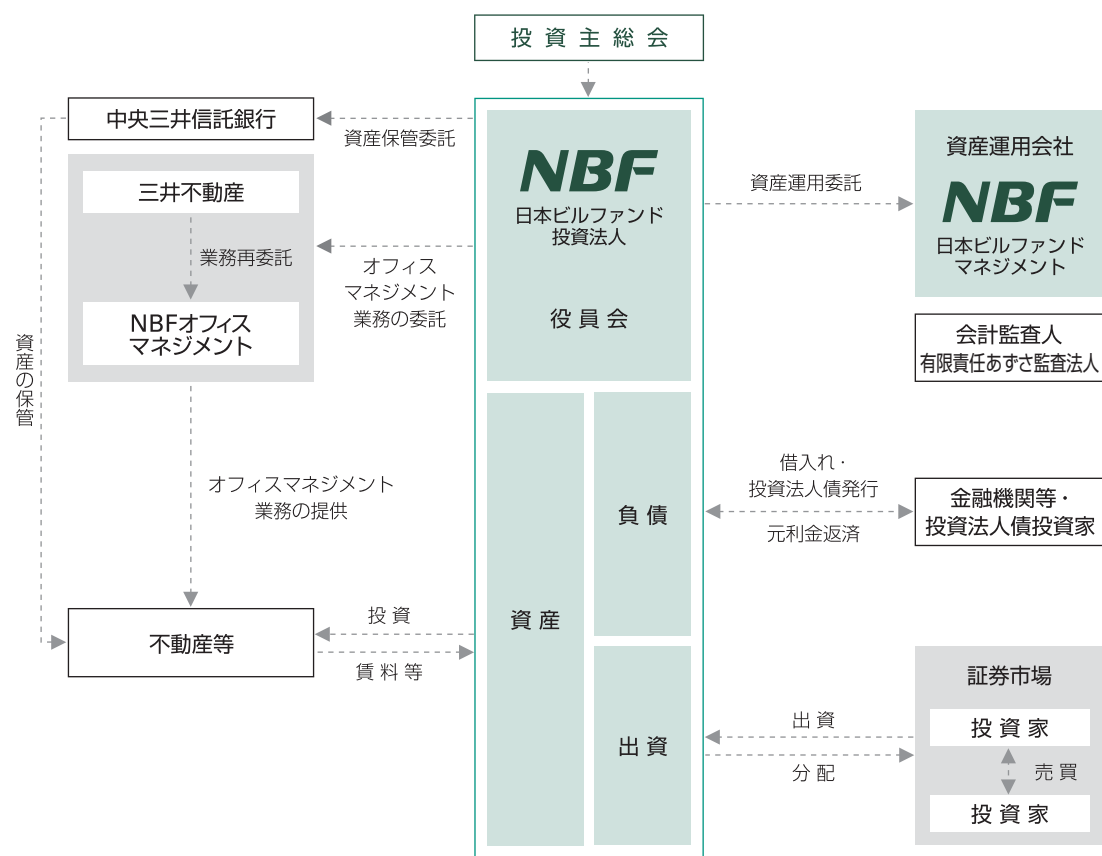 投資主総会
中央三井信託銀行
資産保管委託
三井不動産
業務再委託
NBFオフィス
マネジメント
オフィス
マネジメント
業務の委託
資産の保管
オフィスマネジメント
業務の提供
不動産等
投資
賃料等
NBF
日本ビルファンド
投資法人
役員会
資産
負債
出資
資産運用委託
資産運用会社
NBF
日本ビルファンド
マネジメント
会計監査人
有限責任あずさ監査法人
借入れ・
投資法人債発行
元利金返済
金融機関等・
投資法人債投資家
出資
分配
証券市場
投資家
売買
投資家